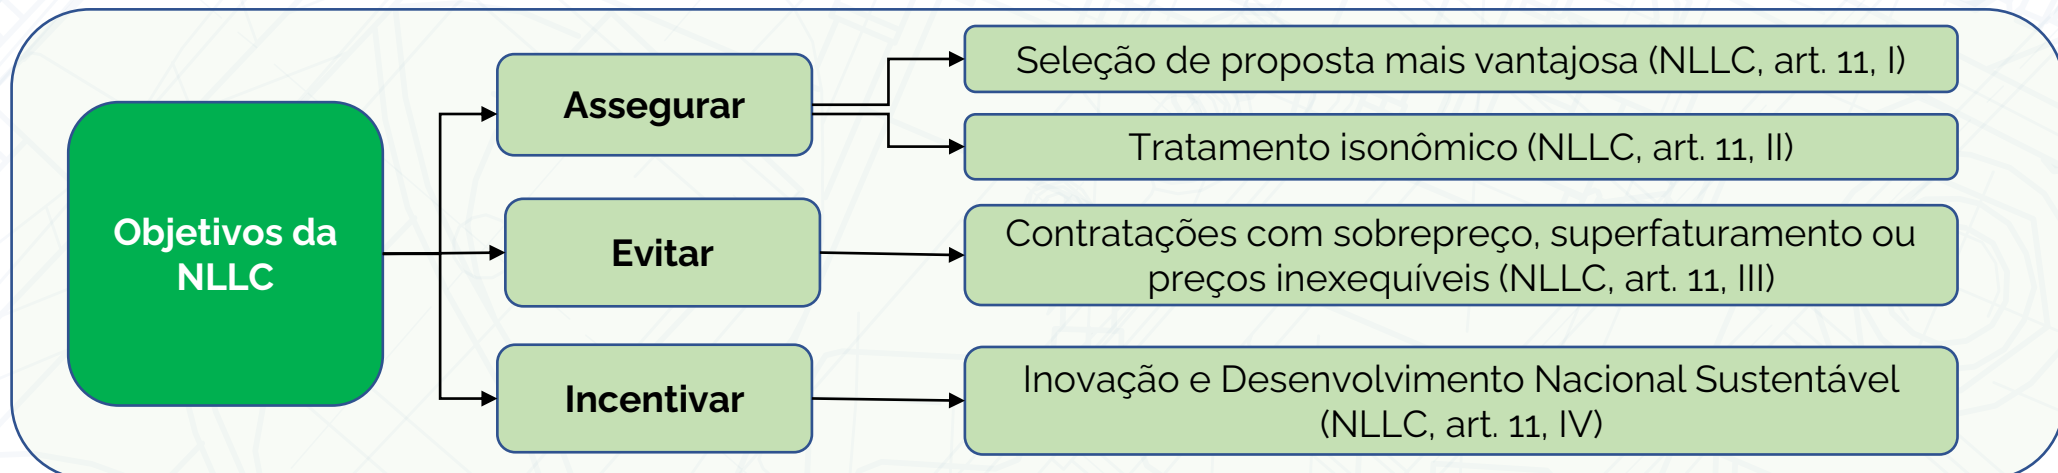 Objetivos da
NLLC
Assegurar
Seleção de proposta mais vantajosa (NLLC, art. 11, I)
Tratamento isonômico (NLLC, art. 11, II)
Evitar
Contratações com sobrepreço, superfaturamento ou
preços inexequíveis (NLLC, art. 11, III)
Incentivar
Inovação e Desenvolvimento Nacional Sustentável
(NLLC, art. 11, IV)